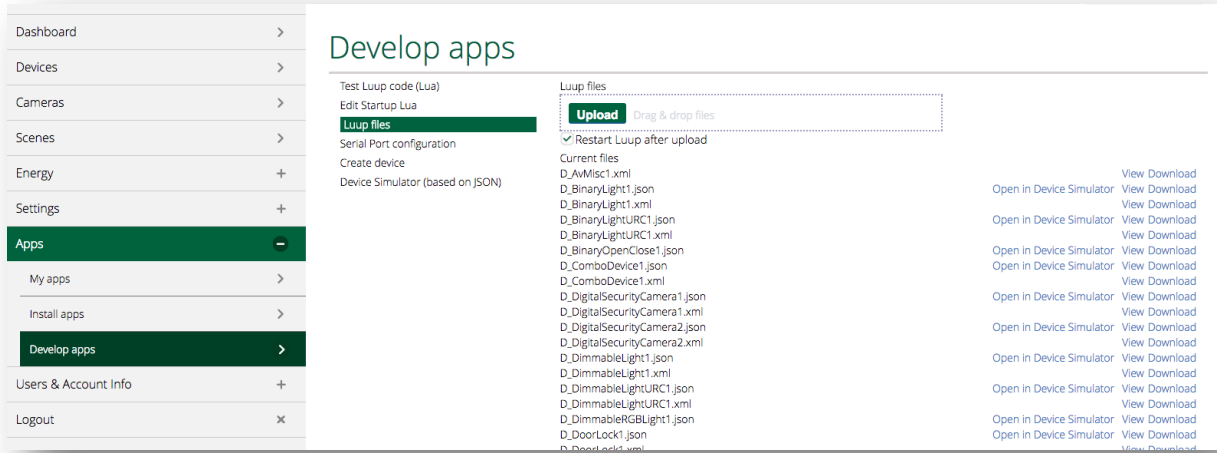 Dashboard
Devices
Cameras
Scenes
Energy
Settings
Apps
My apps
Install apps
Develop apps
Users & Account Info
Logout
Develop apps
Test Luup code (Lua)
Edit Startup Lua
Luup files
Serial Port configuration
Create device
Device Simulator (based on JSON)
Luup files
Upload Drag & drop files
Restart Luup after upload
Current files
D_AvMisc1.xml View Download
D_BinaryLight1.json Open in Device Simulator View Download
D_BinaryLight1.xml View Download
D_BinaryLightURC1.json Open in Device Simulator View Download
D_BinaryLightURC1.xml View Download
D_BinaryOpenClose1.json Open in Device Simulator View Download
D_ComboDevice1.json Open in Device Simulator View Download
D_ComboDevice1.xml View Download
D_DigitalSecurityCamera1.json Open in Device Simulator View Download
D_DigitalSecurityCamera1.xml View Download
D_DigitalSecurityCamera2.json Open in Device Simulator View Download
D_DigitalSecurityCamera2.xml View Download
D_DimmableLight1.json Open in Device Simulator View Download
D_DimmableLight1.xml View Download
D_DimmableLightURC1.json Open in Device Simulator View Download
D_DimmableLightURC1.xml View Download
D_DimmableRGBLight1.json Open in Device Simulator View Download
D_DoorLock1.json Open in Device Simulator View Download
D_DoorLock1.xml View Download